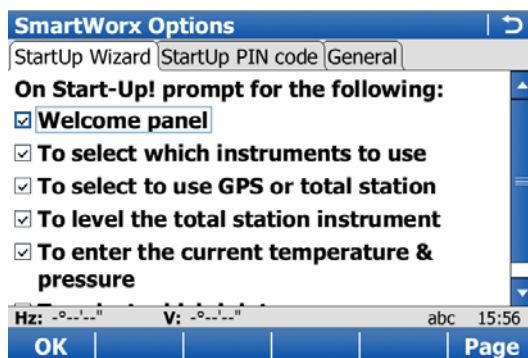 SmartWorx Options
StartUp Wizard StartUp PIN code General
On Start-Up! prompt for the following:
Welcome panel
To select which instruments to use
To select to use GPS or total station
To level the total station instrument
To enter the current temperature &
pressure
Hz: -°--'--" V: -°--'--" abc 15:56
OK Page